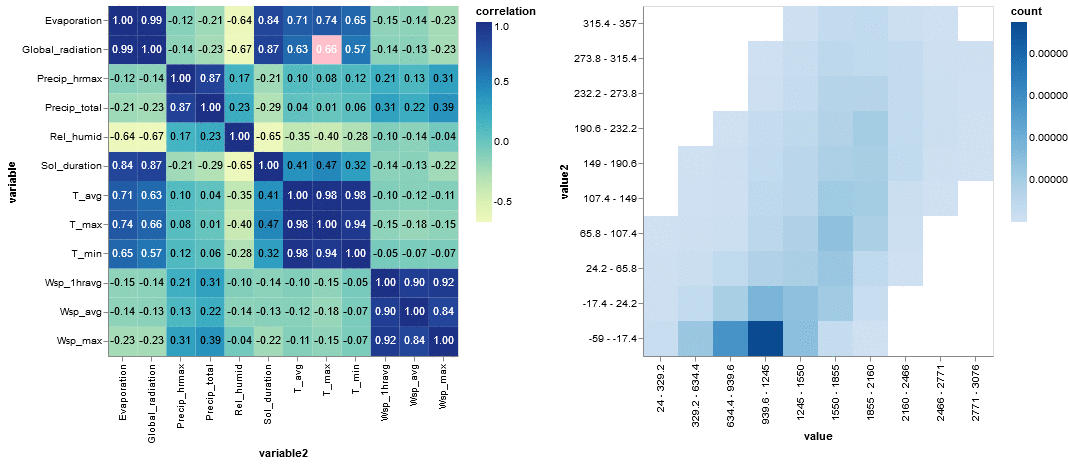 Evaporation 1.00 0.99 -0.12 -0.21 -0.64 0.84 0.71 0.74 0.65 -0.15 -0.14 -0.23
Global_radiation 0.99 1.00 -0.14 -0.23 -0.67 0.87 0.63 0.66 0.57 -0.14 -0.13 -0.23
Precip_hrmax -0.12 -0.14 1.00 0.87 0.17 -0.21 0.10 0.08 0.12 0.21 0.13 0.31
Precip_total -0.21 -0.23 0.87 1.00 0.23 -0.29 0.04 0.01 0.06 0.31 0.22 0.39
Rel_humid -0.64 -0.67 0.17 0.23 1.00 -0.65 -0.35 -0.40 -0.28 -0.10 -0.14 -0.04
Sol_duration 0.84 0.87 -0.21 -0.29 -0.65 1.00 0.41 0.47 0.32 -0.14 -0.13 -0.22
T_avg 0.71 0.63 0.10 0.04 -0.35 0.41 1.00 0.98 0.98 -0.10 -0.12 -0.11
T_max 0.74 0.66 0.08 0.01 -0.40 0.47 0.98 1.00 0.94 -0.15 -0.18 -0.15
T_min 0.65 0.57 0.12 0.06 -0.28 0.32 0.98 0.94 1.00 -0.05 -0.07 -0.07
Wsp_1hravg -0.15 -0.14 0.21 0.31 -0.10 -0.14 -0.10 -0.15 -0.05 1.00 0.90 0.92
Wsp_avg -0.14 -0.13 0.13 0.22 -0.14 -0.13 -0.12 -0.18 -0.07 0.90 1.00 0.84
Wsp_max -0.23 -0.23 0.31 0.39 -0.04 -0.22 -0.11 -0.15 -0.07 0.92 0.84 1.00
variable
Evaporation
Global_radiation
Precip_hrmax
Precip_total
Rel_humid
Sol_duration
T_avg
T_max
T_min
Wsp_1hravg
Wsp_avg
Wsp_max
variable2
correlation
1.0
0.5
0.0
-0.5
315.4 - 357
273.8 - 315.4
232.2 - 273.8
190.6 - 232.2
149 - 190.6
107.4 - 149
65.8 - 107.4
24.2 - 65.8
-17.4 - 24.2
-59 - -17.4
value2
24 - 329.2
329.2 - 634.4
634.4 - 939.6
939.6 - 1245
1245 - 1550
1550 - 1855
1855 - 2160
2160 - 2466
2466 - 2771
2771 - 3076
value
count
0.00000
0.00000
0.00000
0.00000